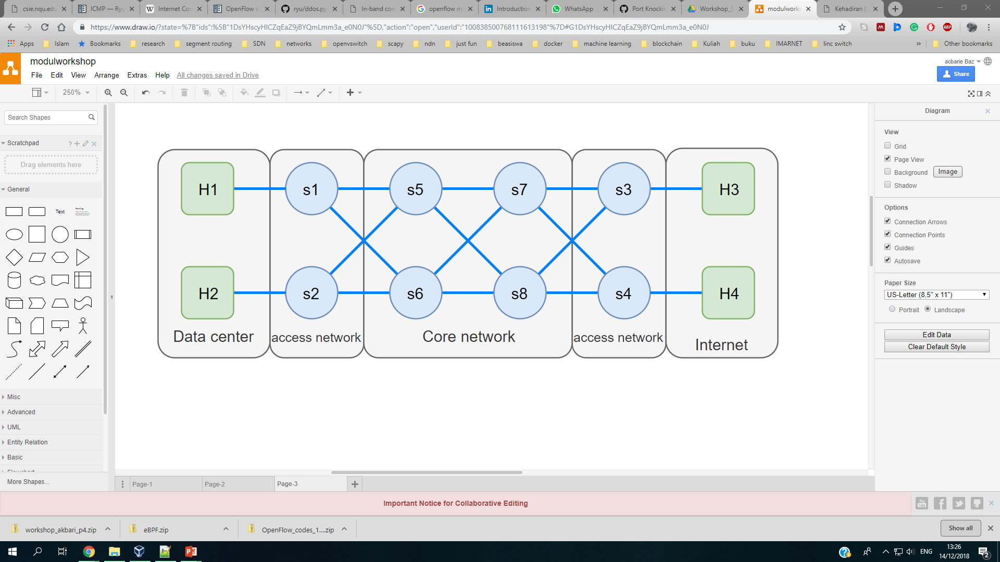 csie.nqu.edu
ICMP — Ryu
Internet Con
OpenFlow v
ryu/ddos.py
In-band con
openflow m
Introduction
WhatsApp
Port Knockin
Workshop_S
modulworks
Kehadiran |
https://www.draw.io/?state=%7B"ids":%5B"1DsYHscyHICZqEaZ9jBYQmLmm3a_e0N0J"%5D,"action":"open","userId":"100838500768111613198"%7D#G1DsYHscyHICZqEaZ9jBYQmLmm3a_e0N0J
Apps Islam Bookmarks research segment routing SDN networks openvswitch scapy ndn just fun beasiswa docker machine learning blockchain Kuliah buku IMARNET linc switch » Other bookmarks
modulworkshop
acbarie Baz
File Edit View Arrange Extras Help All changes saved in Drive
Share
250%
Search Shapes
Scratchpad
?
Drag elements here
General
Text
Heading
Misc
Advanced
UML
Entity Relation
Basic
More Shapes...
H1 s1 s5 s7 s3 H3
H2 s2 s6 s8 s4 H4
Data center
access network
Core network
access network
Internet
Diagram
View
Grid
Page View
Background
Image
Shadow
Options
Connection Arrows
Connection Points
Guides
Autosave
Paper Size
US-Letter (8,5" x 11")
Portrait Landscape
Edit Data
Clear Default Style
Page-1
Page-2
Page-3
Important Notice for Collaborative Editing
You
Tube
workshop_akbari_p4.zip
eBPF.zip
OpenFlow_codes_1....zip
Show all
ENG
13:26
14/12/2018
2